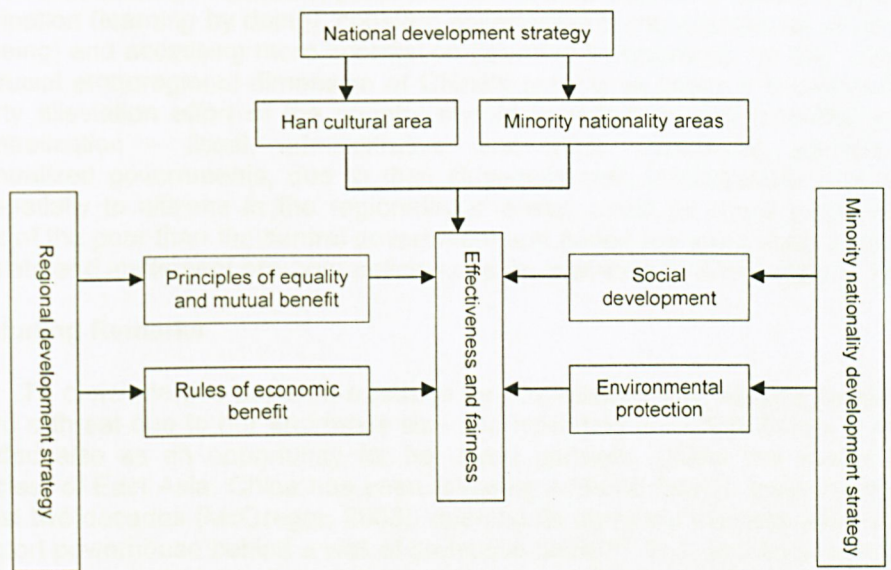 National development strategy
Han cultural area
Minority nationality areas
Regional development strategy
Principles of equality
and mutual benefit
Effectiveness and fairness
Social
development
Minority nationality development strategy
Rules of economic
benefit
Environmental
protection